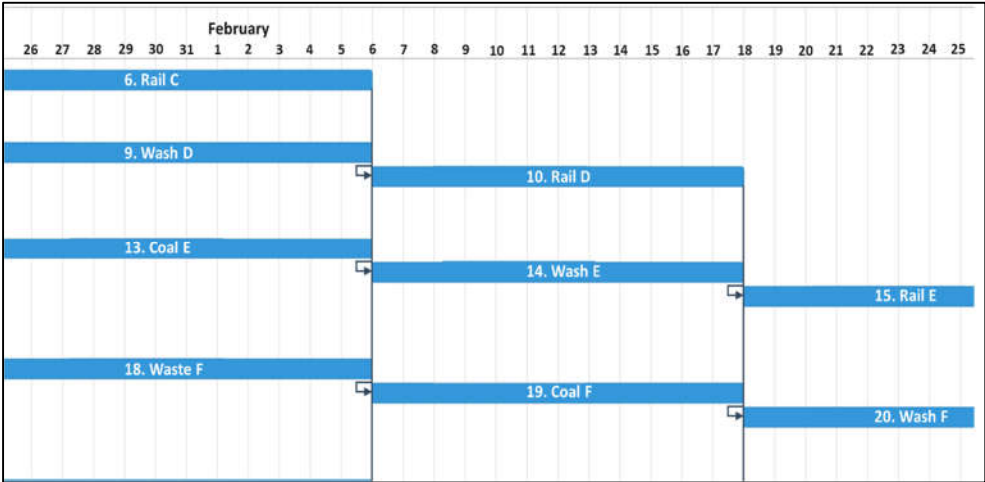 February
26 27 28 29 30 31 1 2 3 4 5 6 7 8 9 10 11 12 13 14 15 16 17 18 19 20 21 22 23 24 25
6. Rail C
9. Wash D
10. Rail D
13. Coal E
14. Wash E
15. Rail E
18. Waste F
19. Coal F
20. Wash F